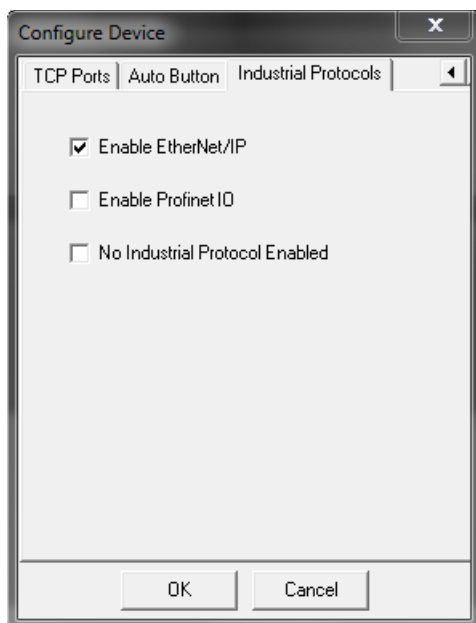 Configure Device
x
TCP Ports Auto Button Industrial Protocols
Enable EtherNet/IP
Enable Profinet IO
No Industrial Protocol Enabled
OK Cancel